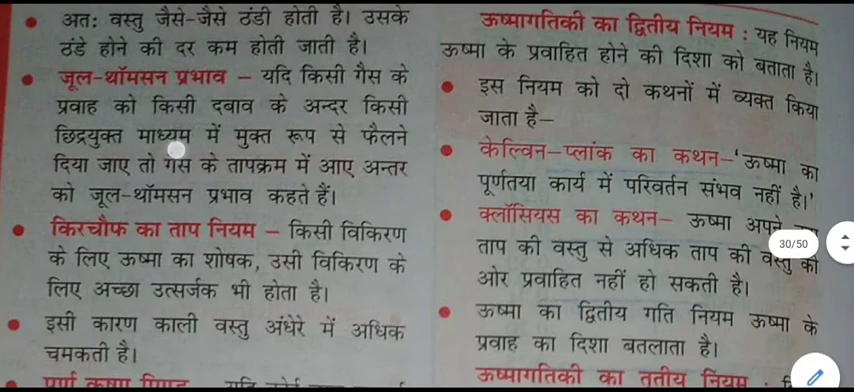 अतः वस्तु जैसे-जैसे ठंडी होती है। उसके
ठंडे होने की दर कम होती जाती है।
जूल-थॉमसन प्रभाव – यदि किसी गैस के
प्रवाह को किसी दबाव के अन्दर किसी
छिद्रयुक्त माध्यम में मुक्त रूप से फैलने
दिया जाए तो गैस के तापक्रम में आए अन्तर
को जूल-थॉमसन प्रभाव कहते हैं।
किरचौफ का ताप नियम – किसी विकिरण
के लिए ऊष्मा का शोषक, उसी विकिरण के
लिए अच्छा उत्सर्जक भी होता है।
इसी कारण काली वस्तु अंधेरे में अधिक
चमकती है।
ऊष्मागतिकी का द्वितीय नियम : यह नियम
ऊष्मा के प्रवाहित होने की दिशा को बताता है।
इस नियम को दो कथनों में व्यक्त किया
जाता है–
केल्विन-प्लांक का कथन–'ऊष्मा का
पूर्णतया कार्य में परिवर्तन संभव नहीं है।'
क्लॉसियस का कथन– ऊष्मा अपने
ताप की वस्तु से अधिक ताप की वस्तु की
ओर प्रवाहित नहीं हो सकती है।
ऊष्मा का द्वितीय गति नियम ऊष्मा के
प्रवाह का दिशा बतलाता है।
ऊष्मागतिकी का तृतीय नियम
30/50